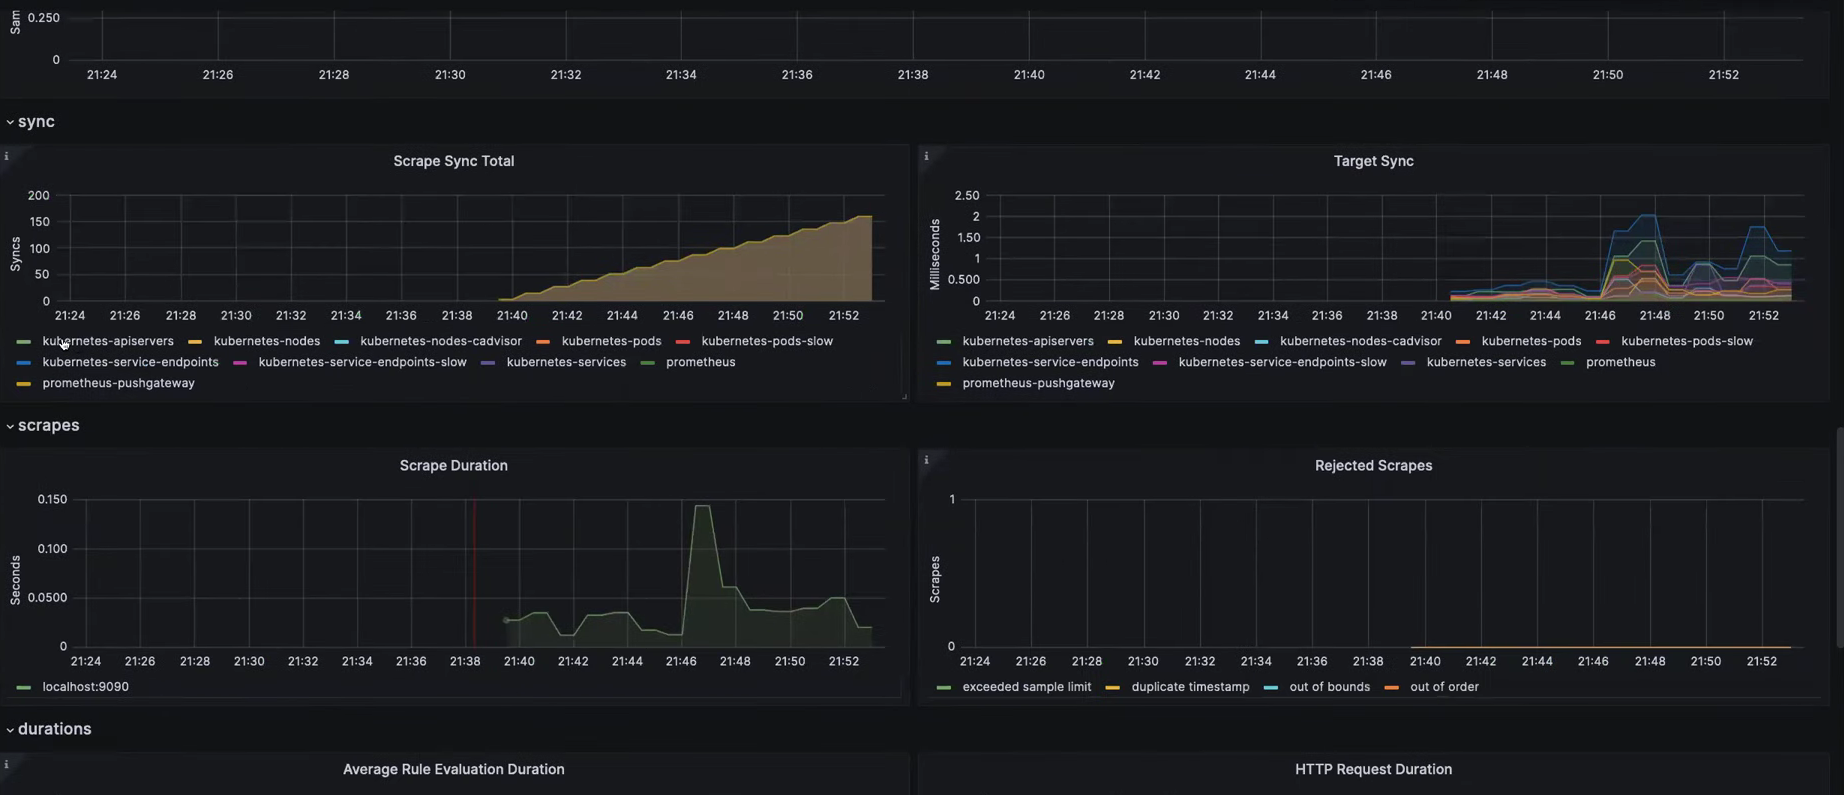 Sam
0.250
0
21:24 21:26 21:28 21:30 21:32 21:34 21:36 21:38 21:40 21:42 21:44 21:46 21:48 21:50 21:52
sync
Scrape Sync Total
Syncs
200
150
100
50
0
21:24 21:26 21:28 21:30 21:32 21:34 21:36 21:38 21:40 21:42 21:44 21:46 21:48 21:50 21:52
kubernetes-apiservers kubernetes-nodes kubernetes-nodes-cadvisor kubernetes-pods kubernetes-pods-slow
kubernetes-service-endpoints kubernetes-service-endpoints-slow kubernetes-services prometheus
prometheus-pushgateway
Target Sync
Milliseconds
2.50
2
1.50
1
0.500
0
21:24 21:26 21:28 21:30 21:32 21:34 21:36 21:38 21:40 21:42 21:44 21:46 21:48 21:50 21:52
kubernetes-apiservers kubernetes-nodes kubernetes-nodes-cadvisor kubernetes-pods kubernetes-pods-slow
kubernetes-service-endpoints kubernetes-service-endpoints-slow kubernetes-services prometheus
prometheus-pushgateway
scrapes
Scrape Duration
Seconds
0.150
0.100
0.0500
0
21:24 21:26 21:28 21:30 21:32 21:34 21:36 21:38 21:40 21:42 21:44 21:46 21:48 21:50 21:52
localhost:9090
Rejected Scrapes
Scrapes
1
0
21:24 21:26 21:28 21:30 21:32 21:34 21:36 21:38 21:40 21:42 21:44 21:46 21:48 21:50 21:52
exceeded sample limit duplicate timestamp out of bounds out of order
durations
Average Rule Evaluation Duration
HTTP Request Duration